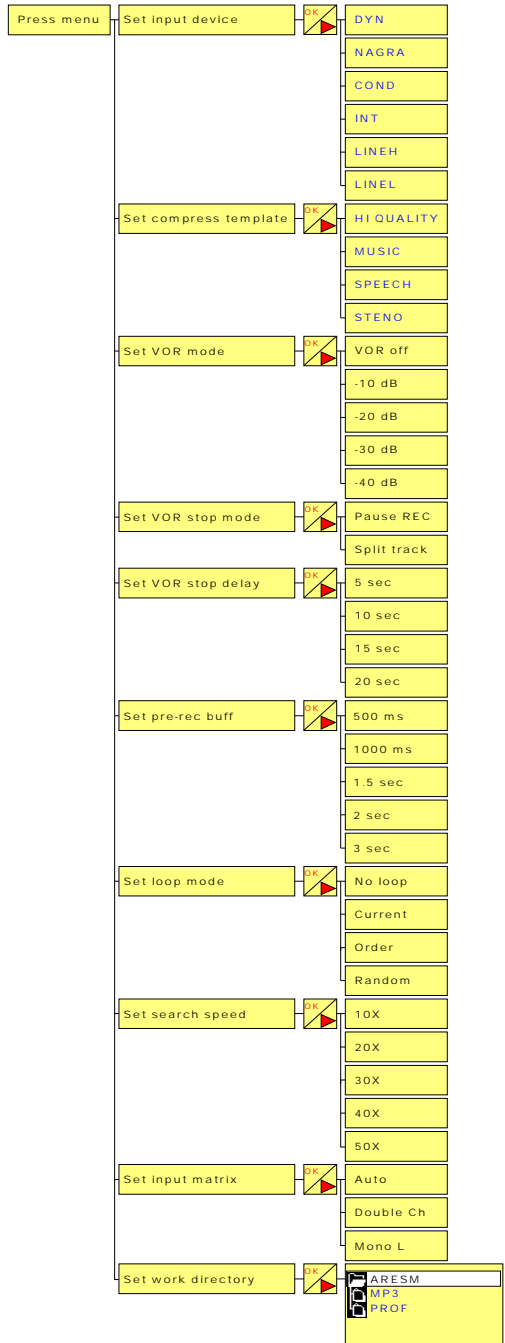 Press menu
Set input device
OK
DYN
NAGRA
COND
INT
LINEH
LINEL
Set compress template
OK
HI QUALITY
MUSIC
SPEECH
STENO
Set VOR mode
OK
VOR off
-10 dB
-20 dB
-30 dB
-40 dB
Set VOR stop mode
OK
Pause REC
Split track
Set VOR stop delay
OK
5 sec
10 sec
15 sec
20 sec
Set pre-rec buff
OK
500 ms
1000 ms
1.5 sec
2 sec
3 sec
Set loop mode
OK
No loop
Current
Order
Random
Set search speed
OK
10X
20X
30X
40X
50X
Set input matrix
OK
Auto
Double Ch
Mono L
Set work directory
OK
ARESM
MP3
PROF